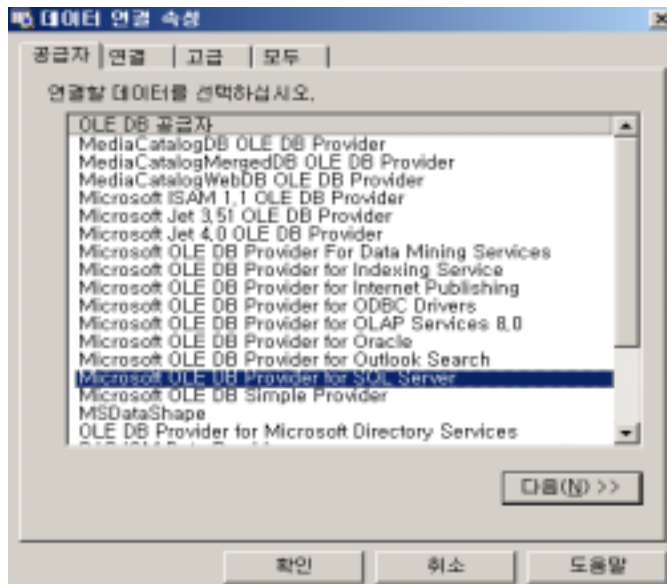 데이터 연결 속성
공급자 연결 고급 모두
연결할 데이터를 선택하십시오.
OLE DB 공급자
MediaCatalogDB OLE DB Provider
MediaCatalogMergedDB OLE DB Provider
MediaCatalogWebDB OLE DB Provider
Microsoft ISAM 1.1 OLE DB Provider
Microsoft Jet 3.51 OLE DB Provider
Microsoft Jet 4.0 OLE DB Provider
Microsoft OLE DB Provider For Data Mining Services
Microsoft OLE DB Provider for Indexing Service
Microsoft OLE DB Provider for Internet Publishing
Microsoft OLE DB Provider for ODBC Drivers
Microsoft OLE DB Provider for OLAP Services 8.0
Microsoft OLE DB Provider for Oracle
Microsoft OLE DB Provider for Outlook Search
Microsoft OLE DB Provider for SQL Server
Microsoft OLE DB Simple Provider
MSDataShape
OLE DB Provider for Microsoft Directory Services
다음(N) >>
확인 취소 도움말